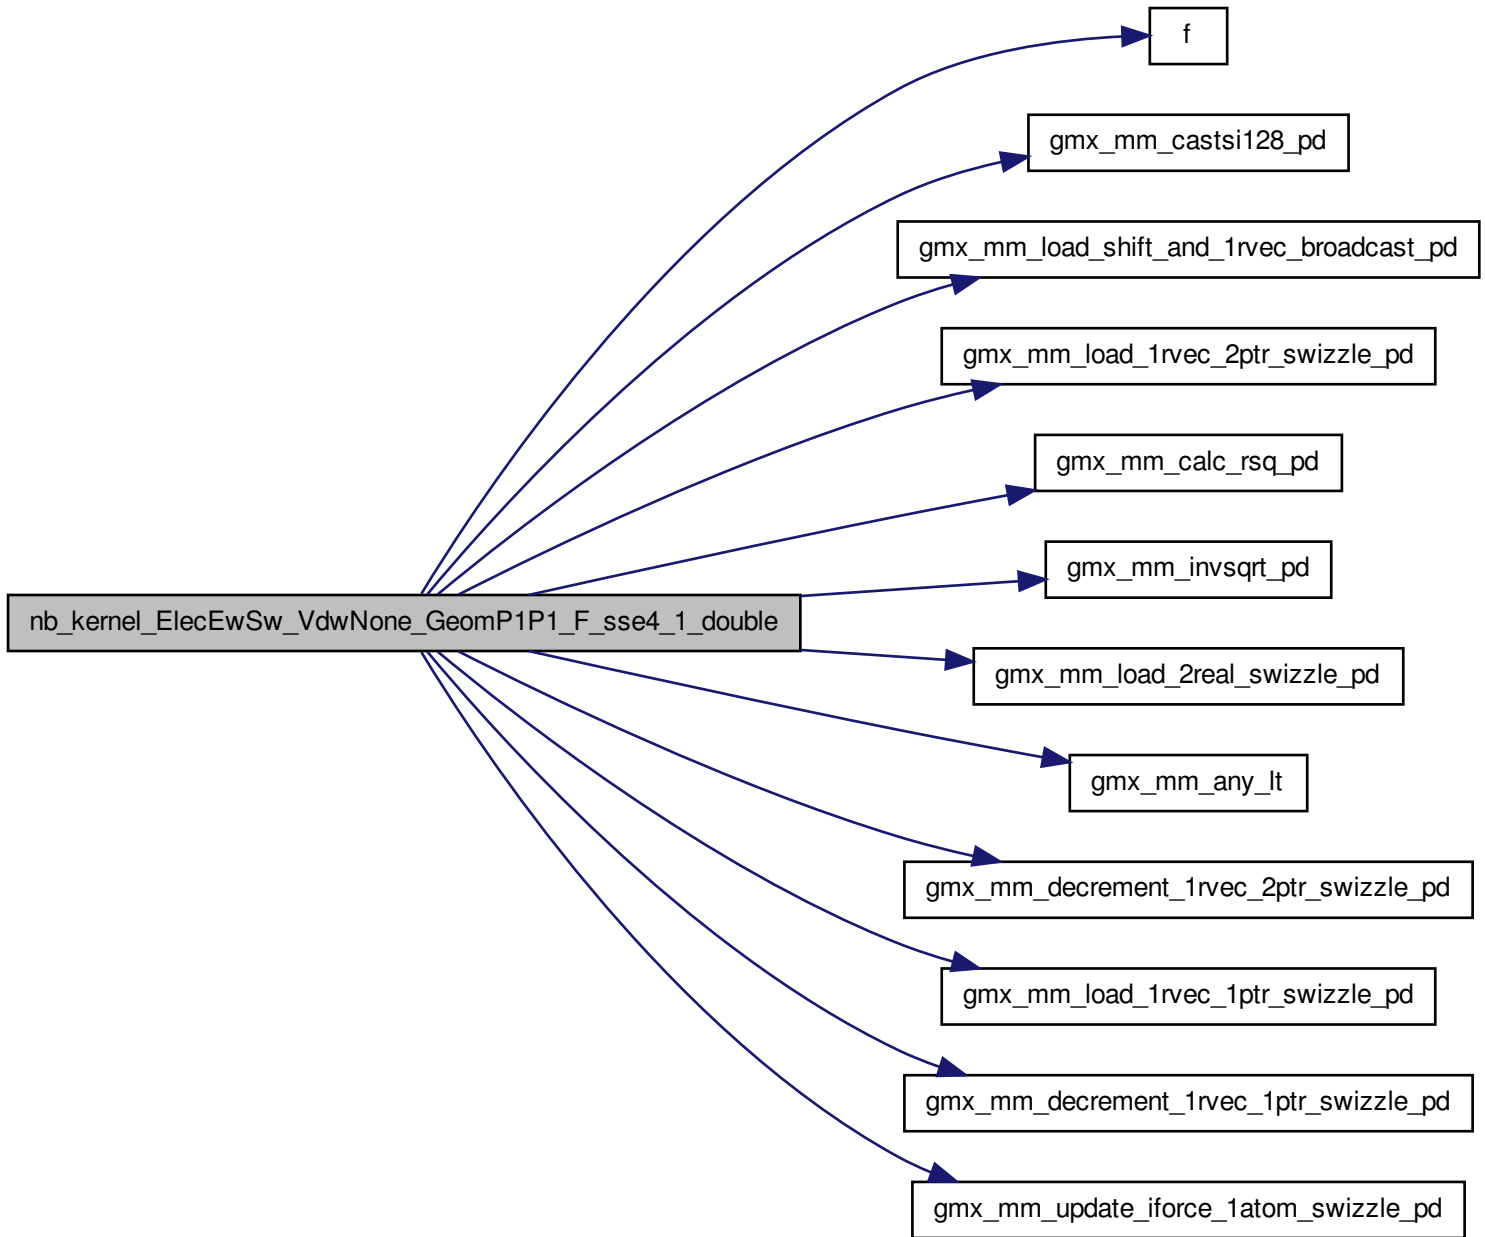 f
gmx_mm_castsi128_pd
gmx_mm_load_shift_and_1rvec_broadcast_pd
gmx_mm_load_1rvec_2ptr_swizzle_pd
gmx_mm_calc_rsq_pd
gmx_mm_invsqrt_pd
nb_kernel_ElecEwSw_VdwNone_GeomP1P1_F_sse4_1_double
gmx_mm_load_2real_swizzle_pd
gmx_mm_any_lt
gmx_mm_decrement_1rvec_2ptr_swizzle_pd
gmx_mm_load_1rvec_1ptr_swizzle_pd
gmx_mm_decrement_1rvec_1ptr_swizzle_pd
gmx_mm_update_iforce_1atom_swizzle_pd